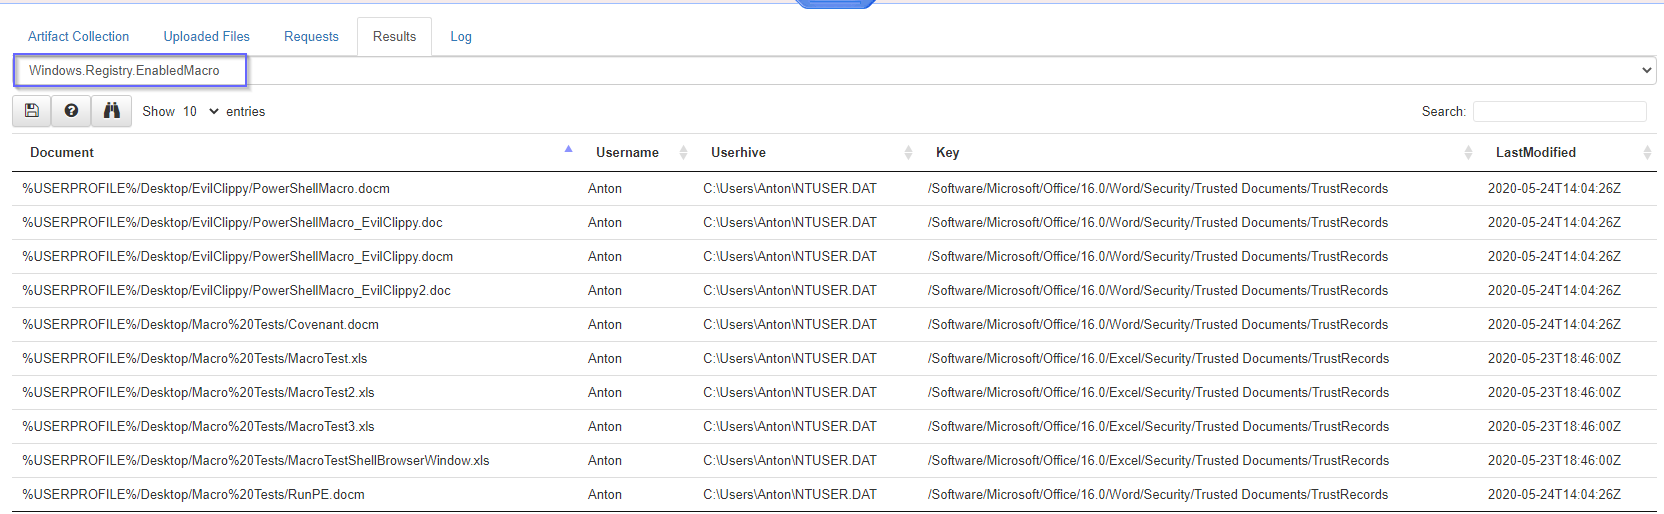 Artifact Collection Uploaded Files Requests Results Log
Windows.Registry.EnabledMacro
Show 10 entries Search:
Document Username Userhive Key LastModified
%USERPROFILE%/Desktop/EvilClippy/PowerShellMacro.docm Anton C:\Users\Anton\NTUSER.DAT /Software/Microsoft/Office/16.0/Word/Security/Trusted Documents/TrustRecords 2020-05-24T14:04:26Z
%USERPROFILE%/Desktop/EvilClippy/PowerShellMacro_EvilClippy.doc Anton C:\Users\Anton\NTUSER.DAT /Software/Microsoft/Office/16.0/Word/Security/Trusted Documents/TrustRecords 2020-05-24T14:04:26Z
%USERPROFILE%/Desktop/EvilClippy/PowerShellMacro_EvilClippy.docm Anton C:\Users\Anton\NTUSER.DAT /Software/Microsoft/Office/16.0/Word/Security/Trusted Documents/TrustRecords 2020-05-24T14:04:26Z
%USERPROFILE%/Desktop/EvilClippy/PowerShellMacro_EvilClippy2.doc Anton C:\Users\Anton\NTUSER.DAT /Software/Microsoft/Office/16.0/Word/Security/Trusted Documents/TrustRecords 2020-05-24T14:04:26Z
%USERPROFILE%/Desktop/Macro%20Tests/Covenant.docm Anton C:\Users\Anton\NTUSER.DAT /Software/Microsoft/Office/16.0/Word/Security/Trusted Documents/TrustRecords 2020-05-24T14:04:26Z
%USERPROFILE%/Desktop/Macro%20Tests/MacroTest.xls Anton C:\Users\Anton\NTUSER.DAT /Software/Microsoft/Office/16.0/Excel/Security/Trusted Documents/TrustRecords 2020-05-23T18:46:00Z
%USERPROFILE%/Desktop/Macro%20Tests/MacroTest2.xls Anton C:\Users\Anton\NTUSER.DAT /Software/Microsoft/Office/16.0/Excel/Security/Trusted Documents/TrustRecords 2020-05-23T18:46:00Z
%USERPROFILE%/Desktop/Macro%20Tests/MacroTest3.xls Anton C:\Users\Anton\NTUSER.DAT /Software/Microsoft/Office/16.0/Excel/Security/Trusted Documents/TrustRecords 2020-05-23T18:46:00Z
%USERPROFILE%/Desktop/Macro%20Tests/MacroTestShellBrowserWindow.xls Anton C:\Users\Anton\NTUSER.DAT /Software/Microsoft/Office/16.0/Excel/Security/Trusted Documents/TrustRecords 2020-05-23T18:46:00Z
%USERPROFILE%/Desktop/Macro%20Tests/RunPE.docm Anton C:\Users\Anton\NTUSER.DAT /Software/Microsoft/Office/16.0/Word/Security/Trusted Documents/TrustRecords 2020-05-24T14:04:26Z